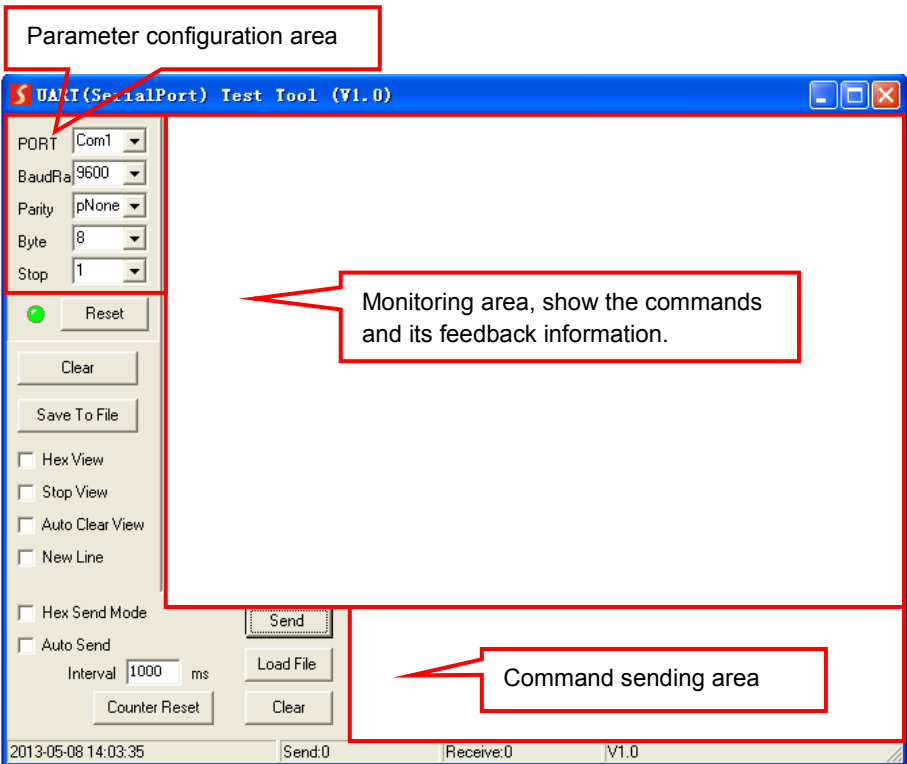 Parameter configuration area
UART(SerialPort) Test Tool (V1.0)
PORT Com1
BaudRa 9600
Parity pNone
Byte 8
Stop 1
Reset
Monitoring area, show the commands
and its feedback information.
Clear
Save To File
Hex View
Stop View
Auto Clear View
New Line
Hex Send Mode
Send
Auto Send
Interval 1000 ms
Load File
Command sending area
Counter Reset
Clear
2013-05-08 14:03:35 Send:0 Receive:0 V1.0